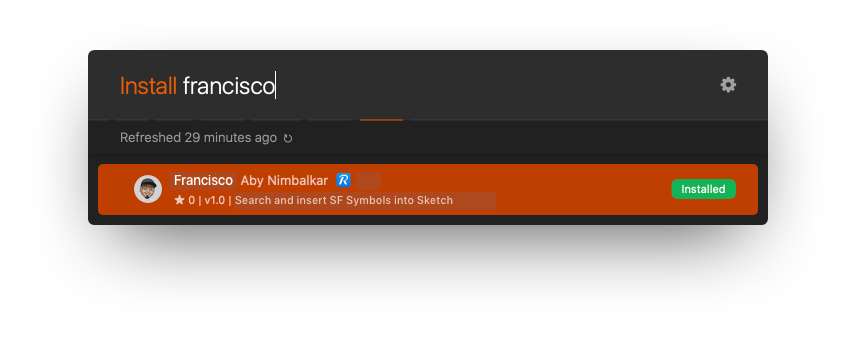 Install francisco
Refreshed 29 minutes ago
Francisco Aby Nimbalkar
0 | v1.0 | Search and insert SF Symbols into Sketch
Installed